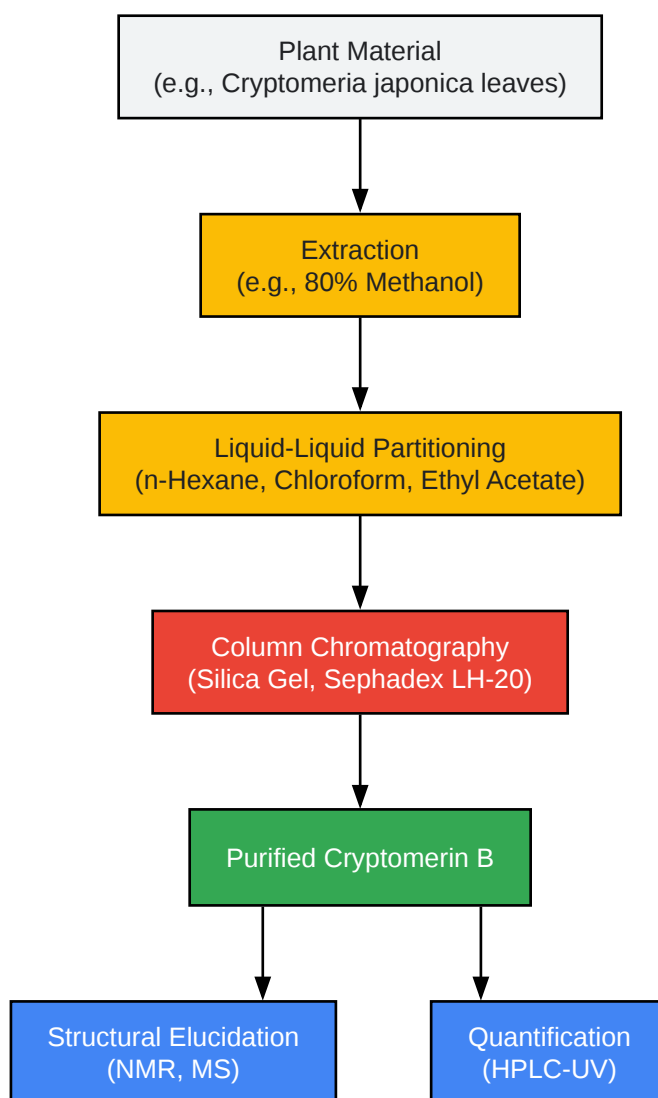 Plant Material
(e.g., Cryptomeria japonica leaves)
Extraction
(e.g., 80% Methanol)
Liquid-Liquid Partitioning
(n-Hexane, Chloroform, Ethyl Acetate)
Column Chromatography
(Silica Gel, Sephadex LH-20)
Purified Cryptomerin B
Structural Elucidation
(NMR, MS)
Quantification
(HPLC-UV)